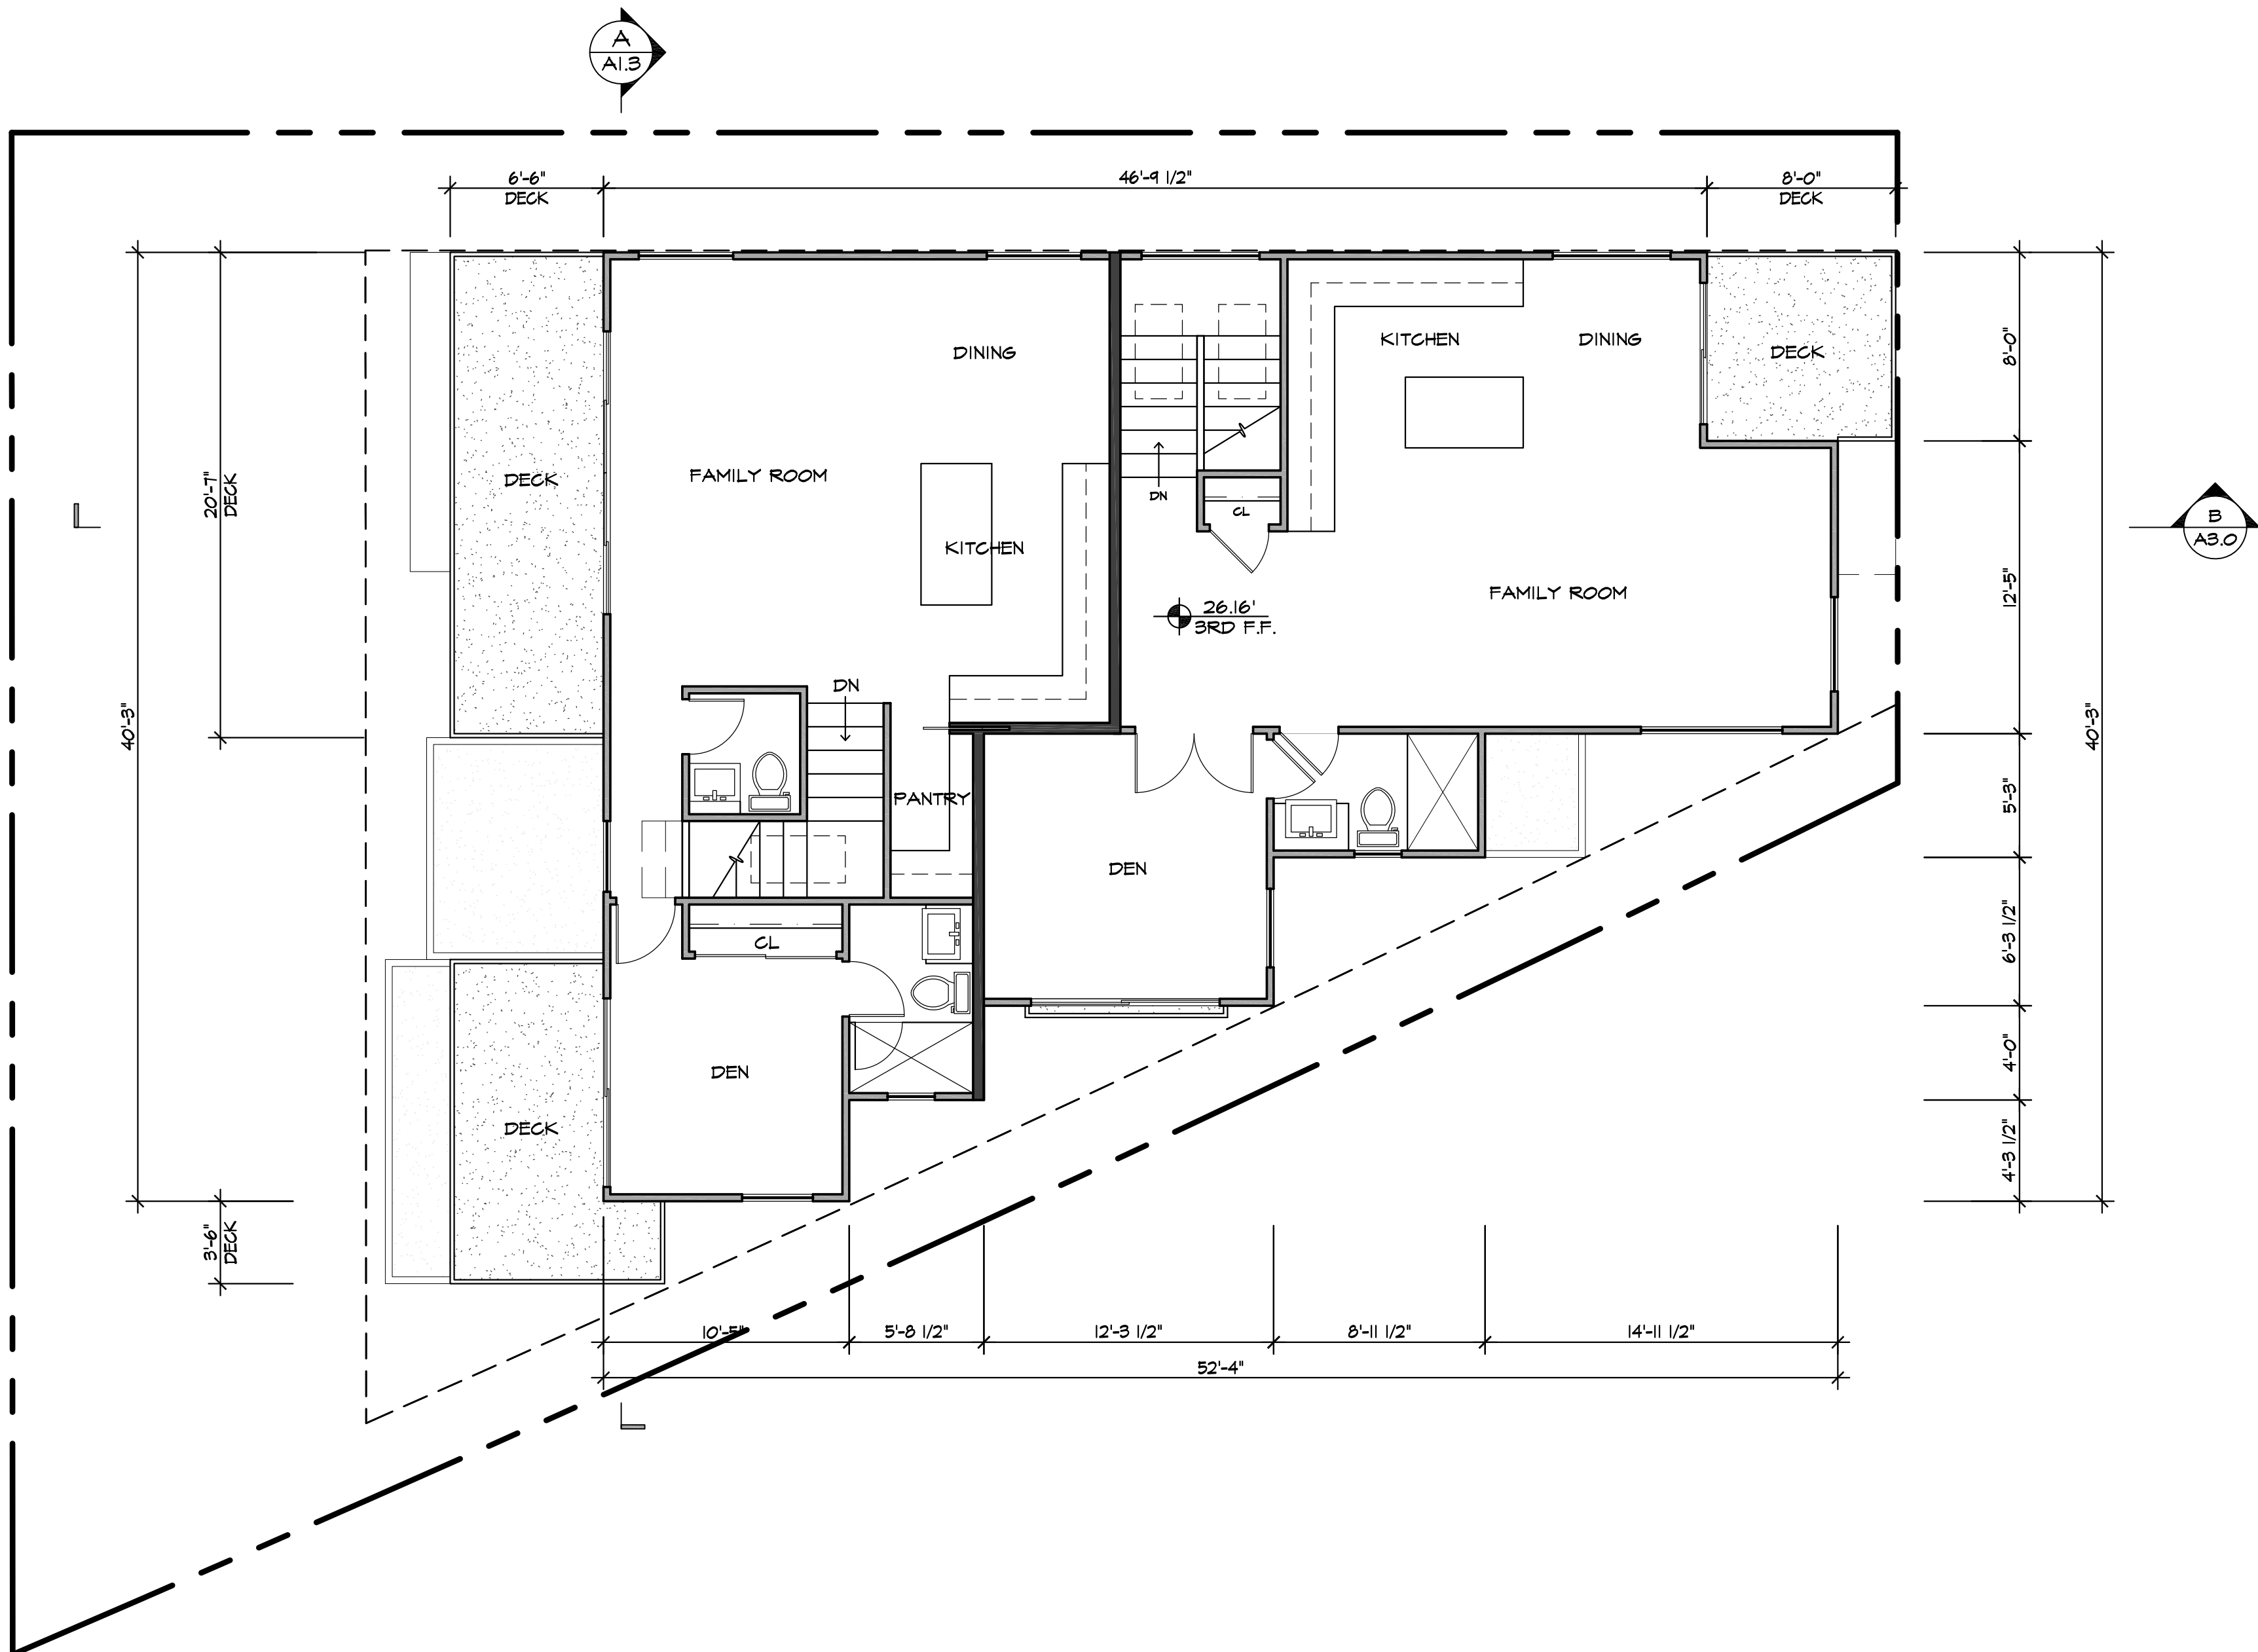 A
A1.3
6'-6"
DECK
46'-9 1/2"
8'-0"
DECK
DINING
KITCHEN
DINING
DECK
8'-0"
20'-7"
DECK
DECK
FAMILY ROOM
DN
CL
B
A3.0
KITCHEN
FAMILY ROOM
12'-5"
26.16'
3RD F.F.
40'-3"
40'-3"
DN
PANTRY
5'-3"
DEN
CL
6'-3 1/2"
4'-0"
DEN
DECK
4'-3 1/2"
3'-6"
DECK
10'-5"
5'-8 1/2"
12'-3 1/2"
8'-11 1/2"
14'-11 1/2"
52'-4"